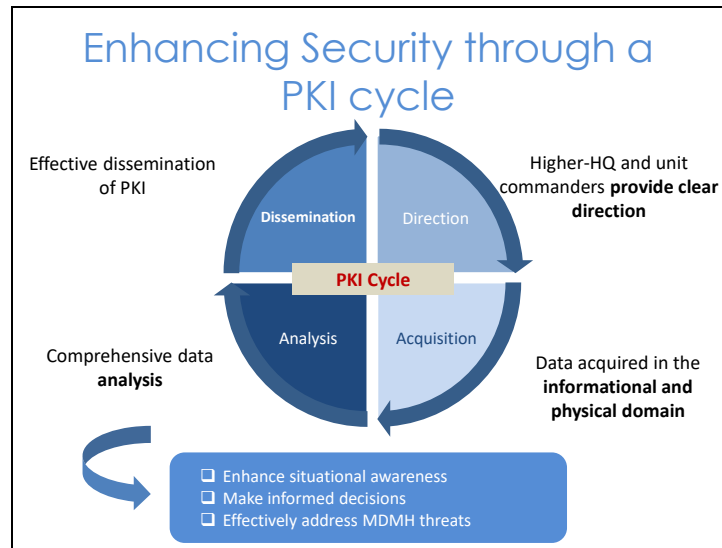 Enhancing Security through a
PKI cycle
Effective dissemination
of PKI
Dissemination
Direction
Higher-HQ and unit
commanders provide clear
direction
PKI Cycle
Analysis
Acquisition
Comprehensive data
analysis
Data acquired in the
informational and
physical domain
❑ Enhance situational awareness
❑ Make informed decisions
❑ Effectively address MDMH threats